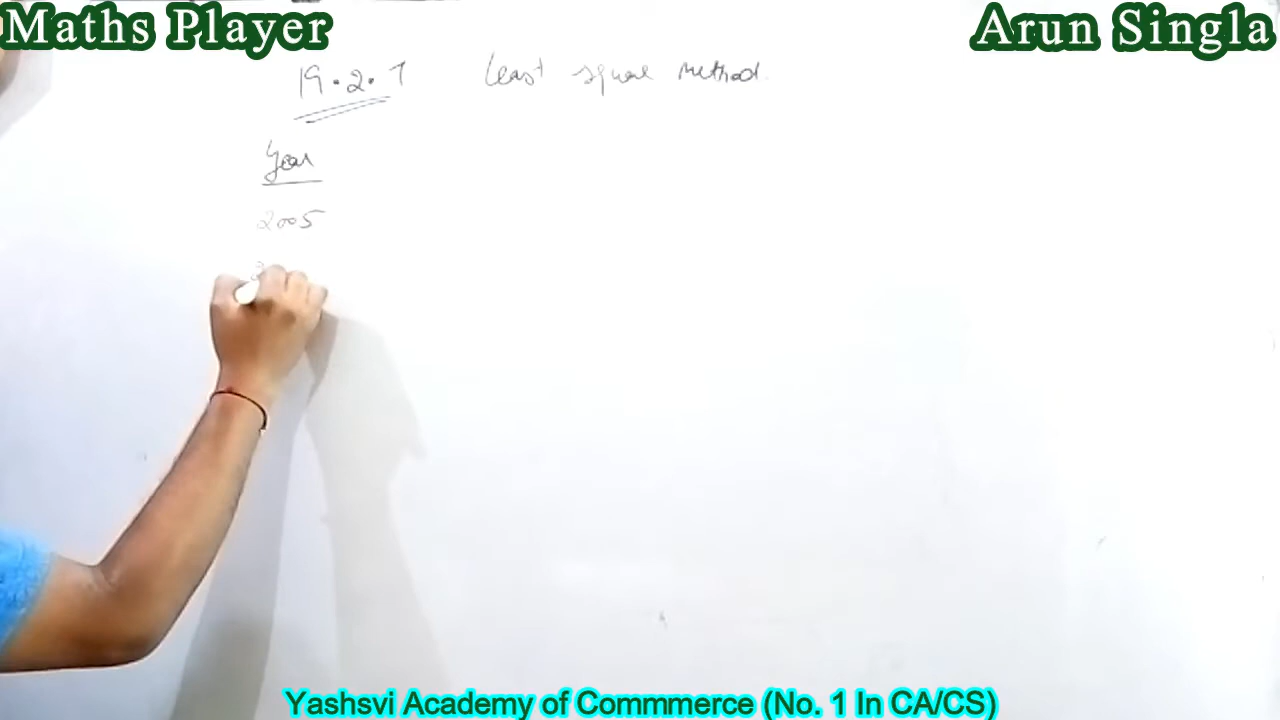 Maths Player
Arun Singla
19.2.1 Least square method.
Year
2005
Yashsvi Academy of Commmerce (No. 1 In CA/CS)